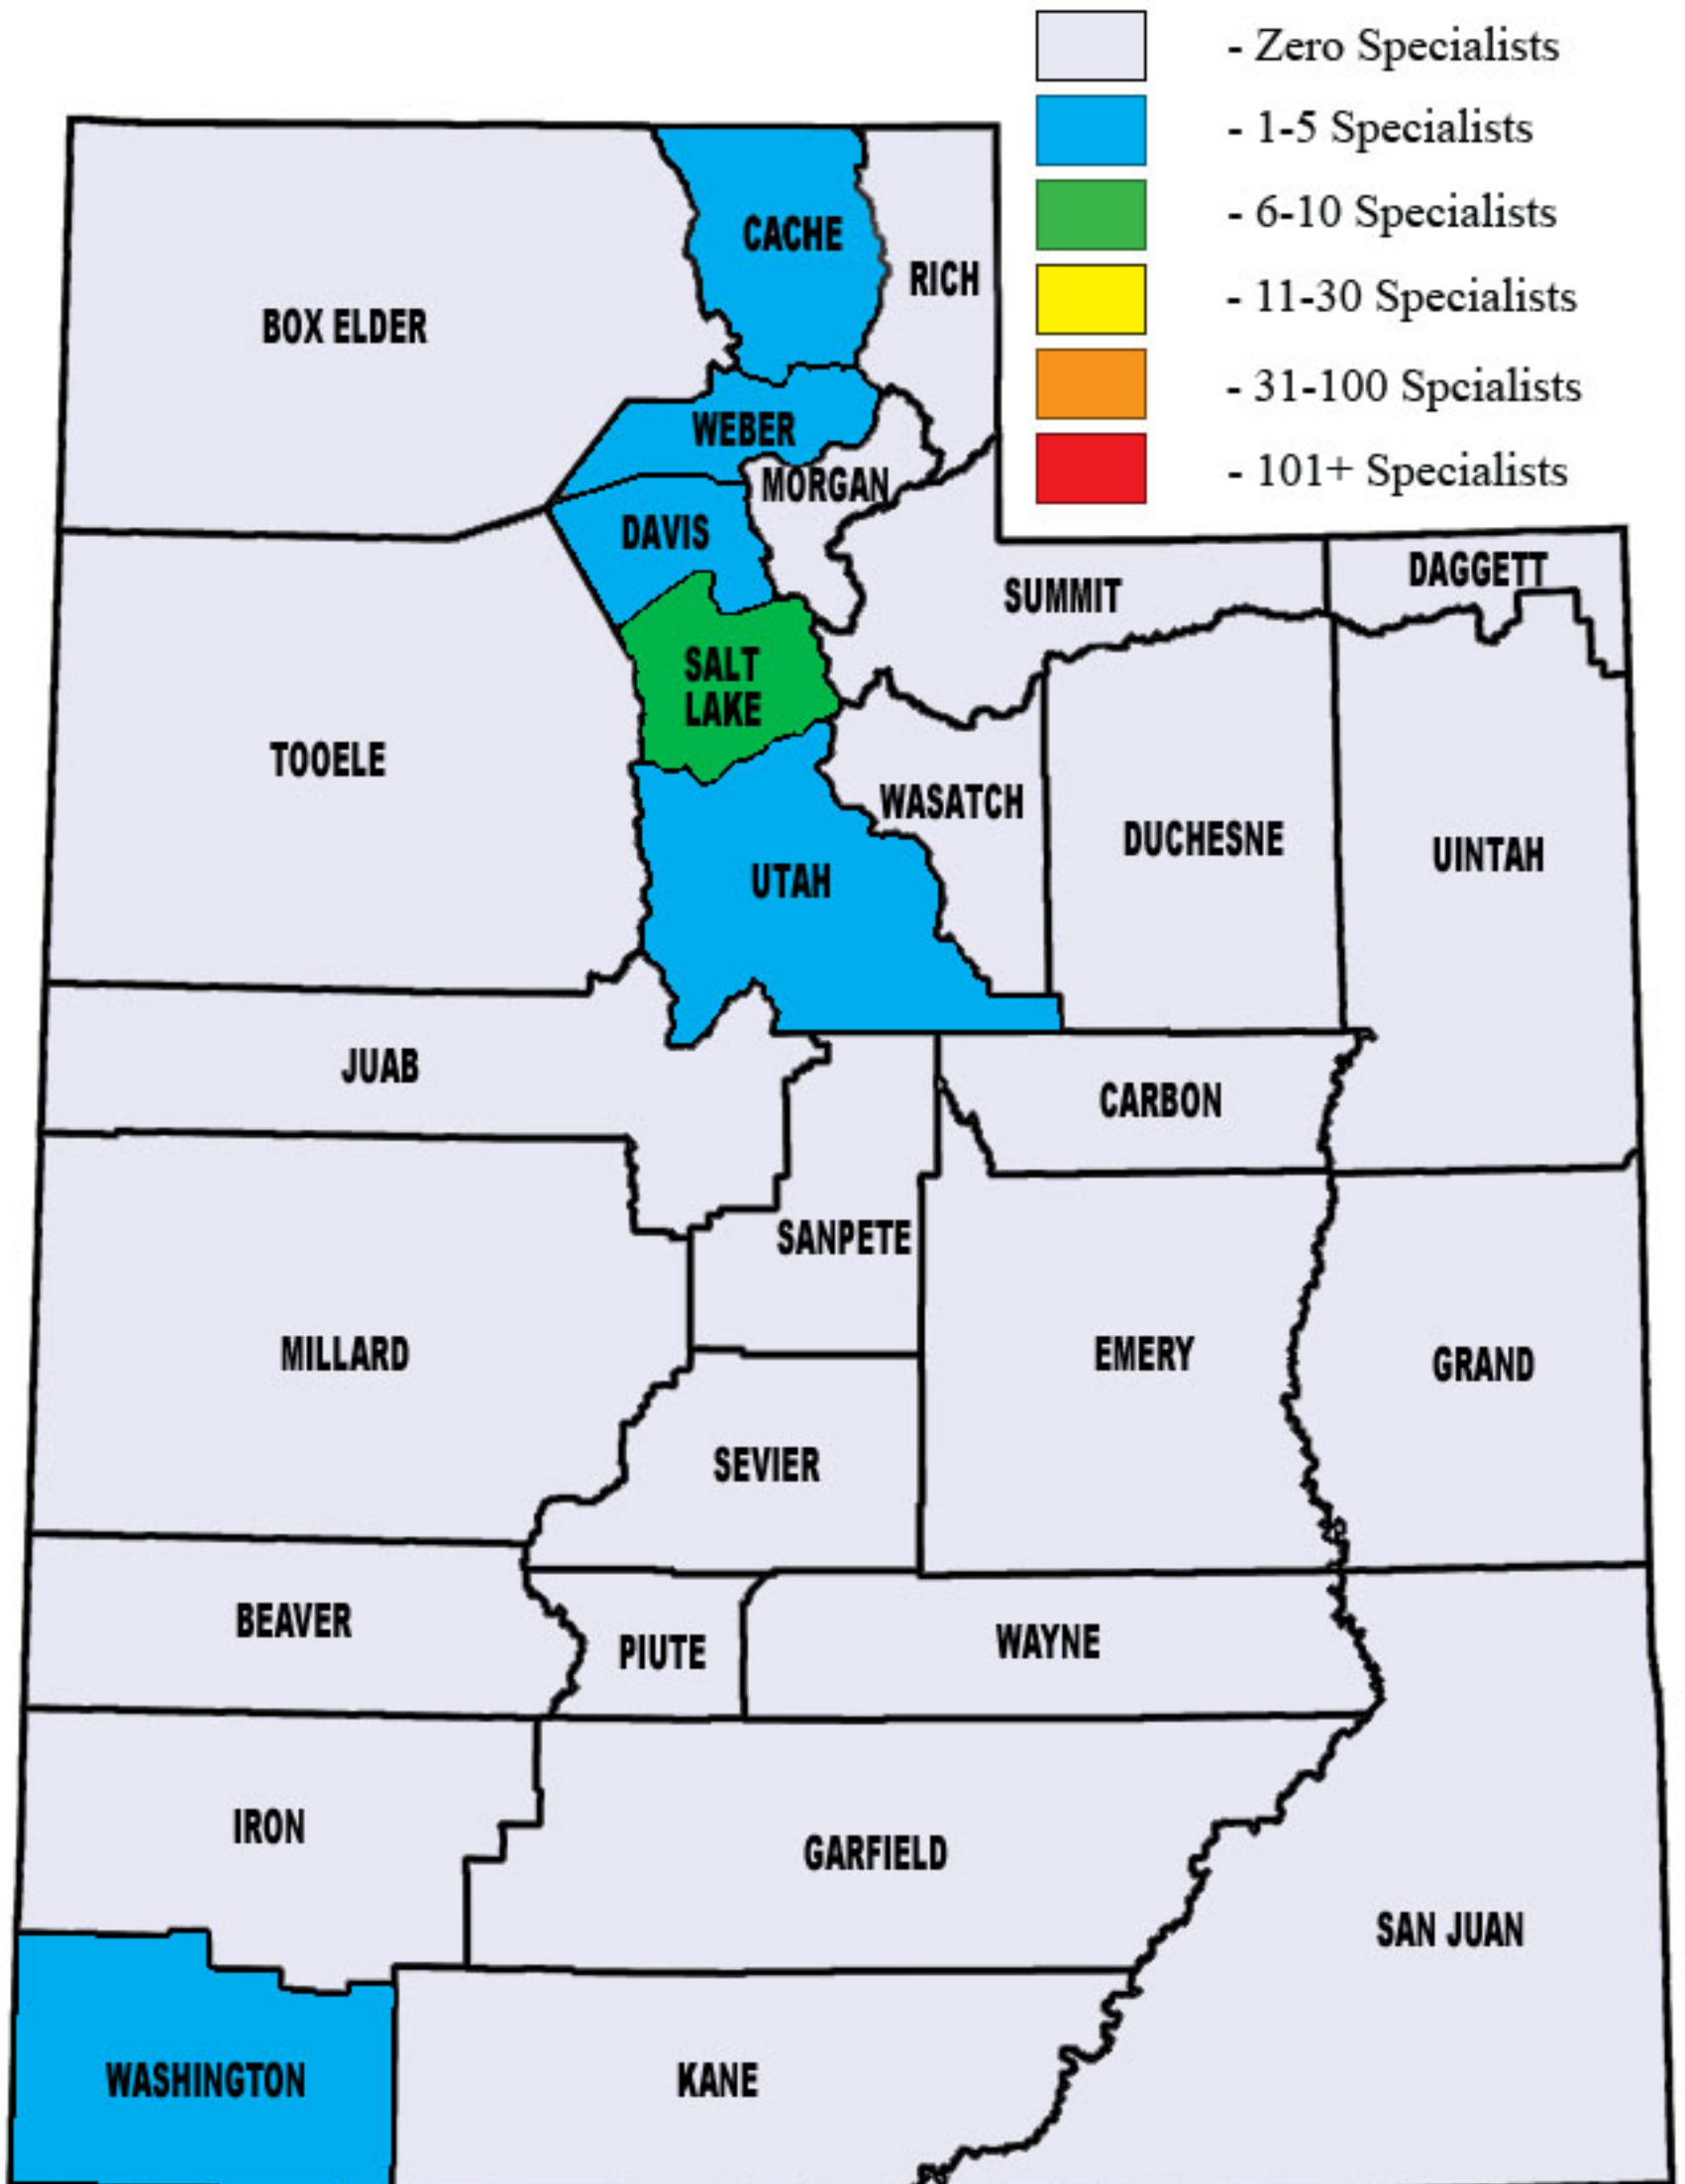 - Zero Specialists
- 1-5 Specialists
- 6-10 Specialists
- 11-30 Specialists
- 31-100 Spcialists
- 101+ Specialists
CACHE
RICH
BOX ELDER
WEBER
MORGAN
DAVIS
DAGGETT
SUMMIT
SALT
LAKE
TOOELE
WASATCH
DUCHESNE
UINTAH
UTAH
JUAB
CARBON
SANPETE
MILLARD
EMERY
GRAND
SEVIER
BEAVER
PIUTE
WAYNE
IRON
GARFIELD
SAN JUAN
WASHINGTON
KANE